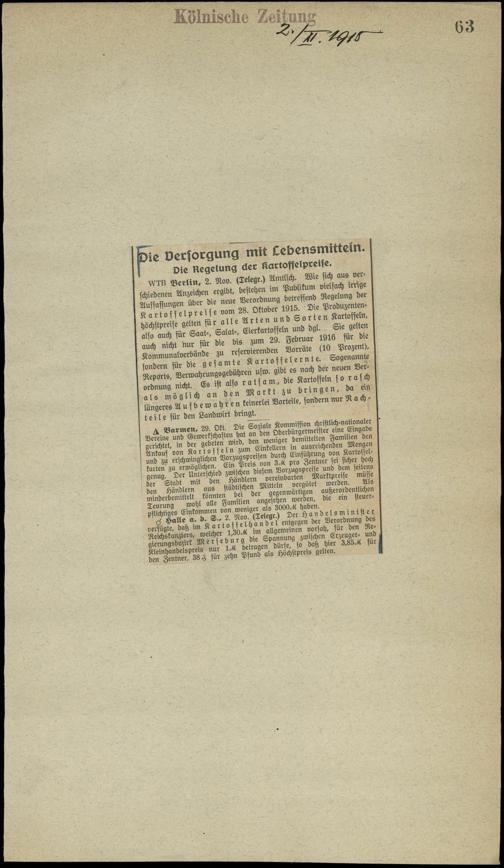 Kölnische Zeitung
2./XI. 1915
63
Die Versorgung mit Lebensmitteln.
Die Regelung der Kartoffelpreise.
WTB Berlin, 2. Nov. (Telegr.) Amtlich. Wie sich aus ver-
schiedenen Anzeichen ergibt, bestehen im Publikum vielfach irrige
Auffassungen über die neue Verordnung betreffend Regelung der
Kartoffelpreise vom 28. Oktober 1915. Die Produzenten-
höchstpreise gelten für alle Arten und Sorten Kartoffeln,
also auch für Saat-, Salat-, Eierkartoffeln und dgl. Sie gelten
auch nicht nur für die bis zum 29. Februar 1916 für die
Kommunalverbände zu reservierenden Vorräte (10 Prozent),
sondern für die gesamte Kartoffelernte. Sogenannte
Reports, Verwahrungsgebühren usw. gibt es nach der neuen Ver-
ordnung nicht. Es ist also ratsam, die Kartoffeln so rasch
als möglich an den Markt zu bringen, da ein
längeres Aufbewahren keinerlei Vorteile, sondern nur Nach-
teile für den Landwirt bringt.
Barmen, 29. Okt. Die Soziale Kommission christlich-nationaler
Vereine und Gewerkschaften hat an den Oberbürgermeister eine Eingabe
gerichtet, in der gebeten wird, den weniger bemittelten Familien den
Ankauf von Kartoffeln zum Einkellern in ausreichenden Mengen
und zu erschwinglichen Vorzugspreisen durch Einführung von Kartoffel-
karten zu ermöglichen. Ein Preis von 3 ℳ pro Zentner sei sicher hoch
genug. Der Unterschied zwischen diesem Vorzugspreise und dem seitens
der Stadt mit den Händlern vereinbarten Marktpreise müsse
den Händlern aus städtischen Mitteln vergütet werden. Als
minderbemittelt könnten bei der gegenwärtigen außerordentlichen
Teurung wohl alle Familien angesehen werden, die ein steuer-
pflichtiges Einkommen von weniger als 3000 ℳ haben.
Halle a. d. S., 2. Nov. (Telegr.) Der Handelsminister
verfügte, daß im Kartoffelhandel entgegen der Verordnung des
Reichskanzlers, welcher 1,30 ℳ im allgemeinen vorsah, für den Re-
gierungsbezirk Merseburg die Spannung zwischen Erzeuger- und
Kleinhandelspreis nur 1 ℳ betragen dürfe, so daß hier 3,85 ℳ für
den Zentner, 38 ₰ für zehn Pfund als Höchstpreis gelten.